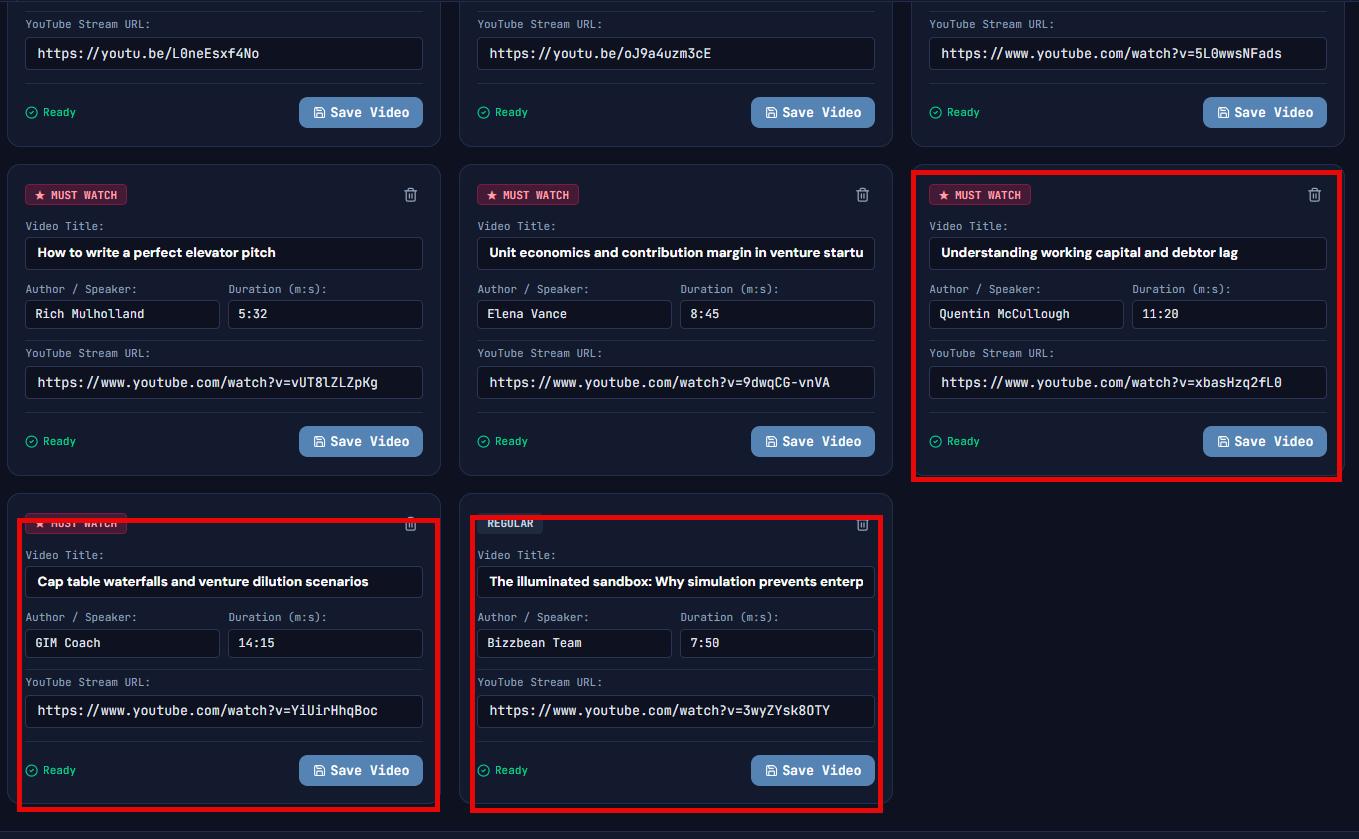 YouTube Stream URL:
https://youtu.be/L0neEsxf4No
Ready
Save Video
YouTube Stream URL:
https://youtu.be/oJ9a4uzm3cE
Ready
Save Video
YouTube Stream URL:
https://www.youtube.com/watch?v=5L0wwsNFads
Ready
Save Video
★ MUST WATCH
Video Title:
How to write a perfect elevator pitch
Author / Speaker: Duration (m:s):
Rich Mulholland 5:32
YouTube Stream URL:
https://www.youtube.com/watch?v=vUT8lZLZpKg
Ready
Save Video
★ MUST WATCH
Video Title:
Unit economics and contribution margin in venture startu
Author / Speaker: Duration (m:s):
Elena Vance 8:45
YouTube Stream URL:
https://www.youtube.com/watch?v=9dwqCG-vnVA
Ready
Save Video
★ MUST WATCH
Video Title:
Understanding working capital and debtor lag
Author / Speaker: Duration (m:s):
Quentin McCullough 11:20
YouTube Stream URL:
https://www.youtube.com/watch?v=xbasHzq2fL0
Ready
Save Video
★ MUST WATCH
Video Title:
Cap table waterfalls and venture dilution scenarios
Author / Speaker: Duration (m:s):
GIM Coach 14:15
YouTube Stream URL:
https://www.youtube.com/watch?v=YiUirHhqBoc
Ready
Save Video
REGULAR
Video Title:
The illuminated sandbox: Why simulation prevents enterp
Author / Speaker: Duration (m:s):
Bizzbean Team 7:50
YouTube Stream URL:
https://www.youtube.com/watch?v=3wyZYsk8OTY
Ready
Save Video